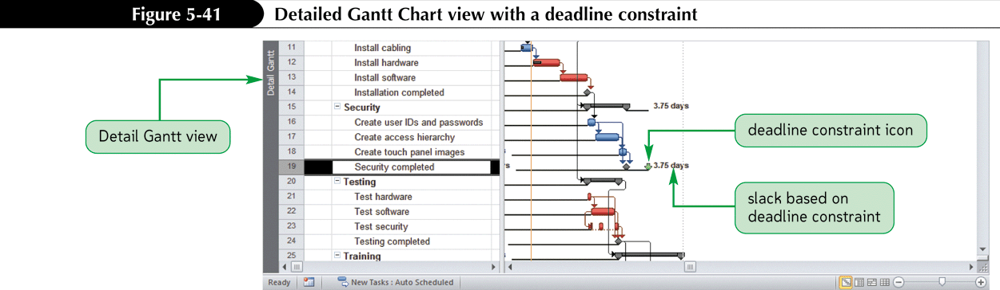 Figure 5-41 Detailed Gantt Chart view with a deadline constraint
Detail Gantt
11 Install cabling
12 Install hardware
13 Install software
14 Installation completed
15 Security 3.75 days
16 Create user IDs and passwords
17 Create access hierarchy
18 Create touch panel images
19 Security completed 3.75 days
20 Testing
21 Test hardware
22 Test software
23 Test security
24 Testing completed
25 Training
Ready New Tasks : Auto Scheduled
Detail Gantt view
deadline constraint icon
slack based on
deadline constraint